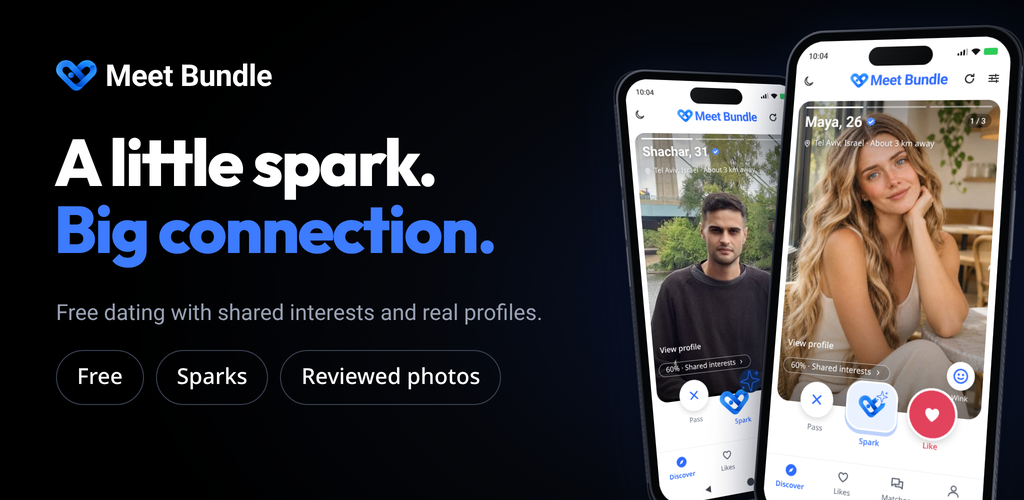 Meet Bundle
A little spark.
Big connection.
Free dating with shared interests and real profiles.
Free
Sparks
Reviewed photos
10:04
Meet Bundle
Shachar, 31
Tel Aviv, Israel · About 3 km away
View profile
60% · Shared interests >
Pass
Spark
Discover
Likes
10:04
Meet Bundle
1 / 3
Maya, 26
Tel Aviv, Israel · About 3 km away
View profile
60% · Shared interests >
Wink
Pass
Spark
Like
Discover
Likes